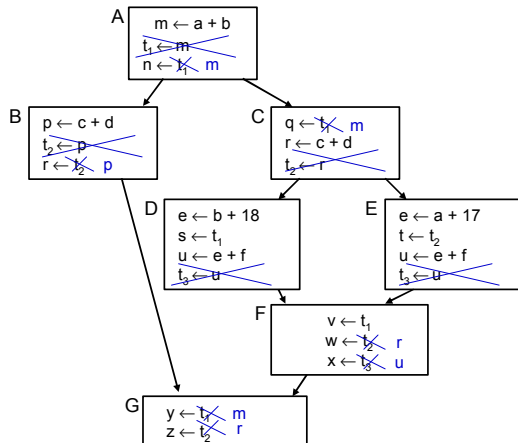 A
m ← a + b
t₁ ← m
n ← t₁ m
B
p ← c + d
t₂ ← p
r ← t₂ p
C
q ← t₁ m
r ← c + d
t₂ ← r
D
e ← b + 18
s ← t₁
u ← e + f
t₃ ← u
E
e ← a + 17
t ← t₂
u ← e + f
t₃ ← u
F
v ← t₁
w ← t₂ r
x ← t₃ u
G
y ← t₁ m
z ← t₂ r